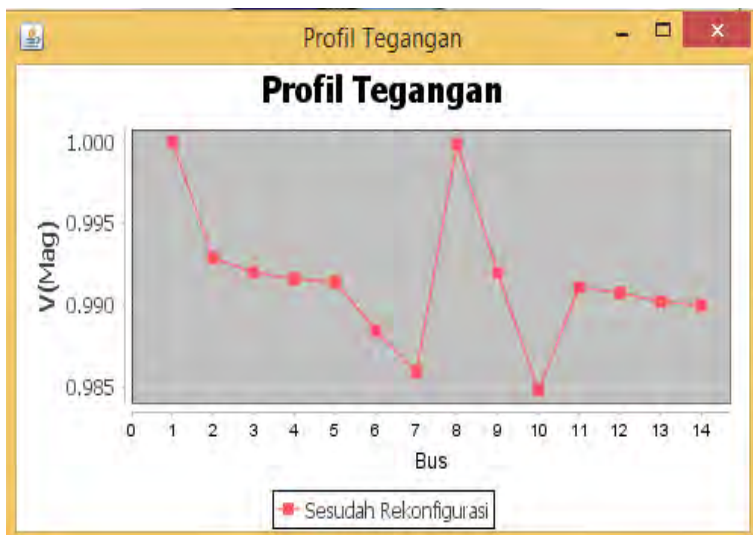 Profil Tegangan
Profil Tegangan
V(Mag)
1.000
0.995
0.990
0.985
0 1 2 3 4 5 6 7 8 9 10 11 12 13 14
Bus
Sesudah Rekonfigurasi